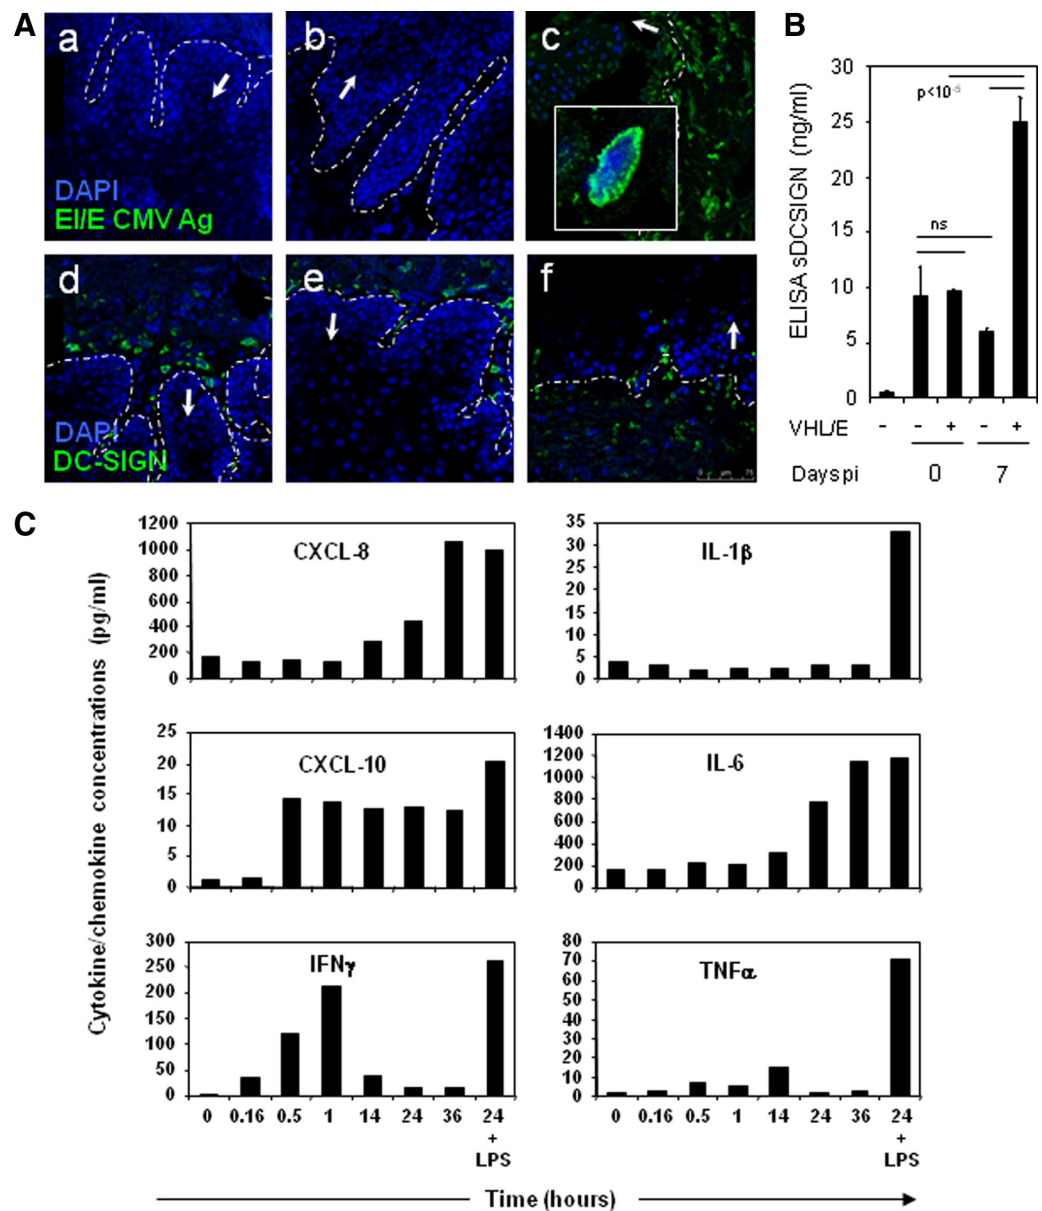 A
a
b
c
DAPI
EI/E CMV Ag
d
e
f
DAPI
DC-SIGN
0 µm 75
B
ELISA sDCSIGN (ng/ml)
30
25
20
15
10
5
0
p<10⁻⁵
ns
VHL/E
- - + - +
Days pi
0 7
C
Cytokine/chemokine concentrations (pg/ml)
CXCL-8
1200
1000
800
600
400
200
0
IL-1β
35
30
25
20
15
10
5
0
CXCL-10
25
20
15
10
5
0
IL-6
1400
1200
1000
800
600
400
200
0
IFNγ
300
250
200
150
100
50
0
0 0.16 0.5 1 14 24 36 24
+
LPS
TNFα
80
70
60
50
40
30
20
10
0
0 0.16 0.5 1 14 24 36 24
+
LPS
Time (hours)